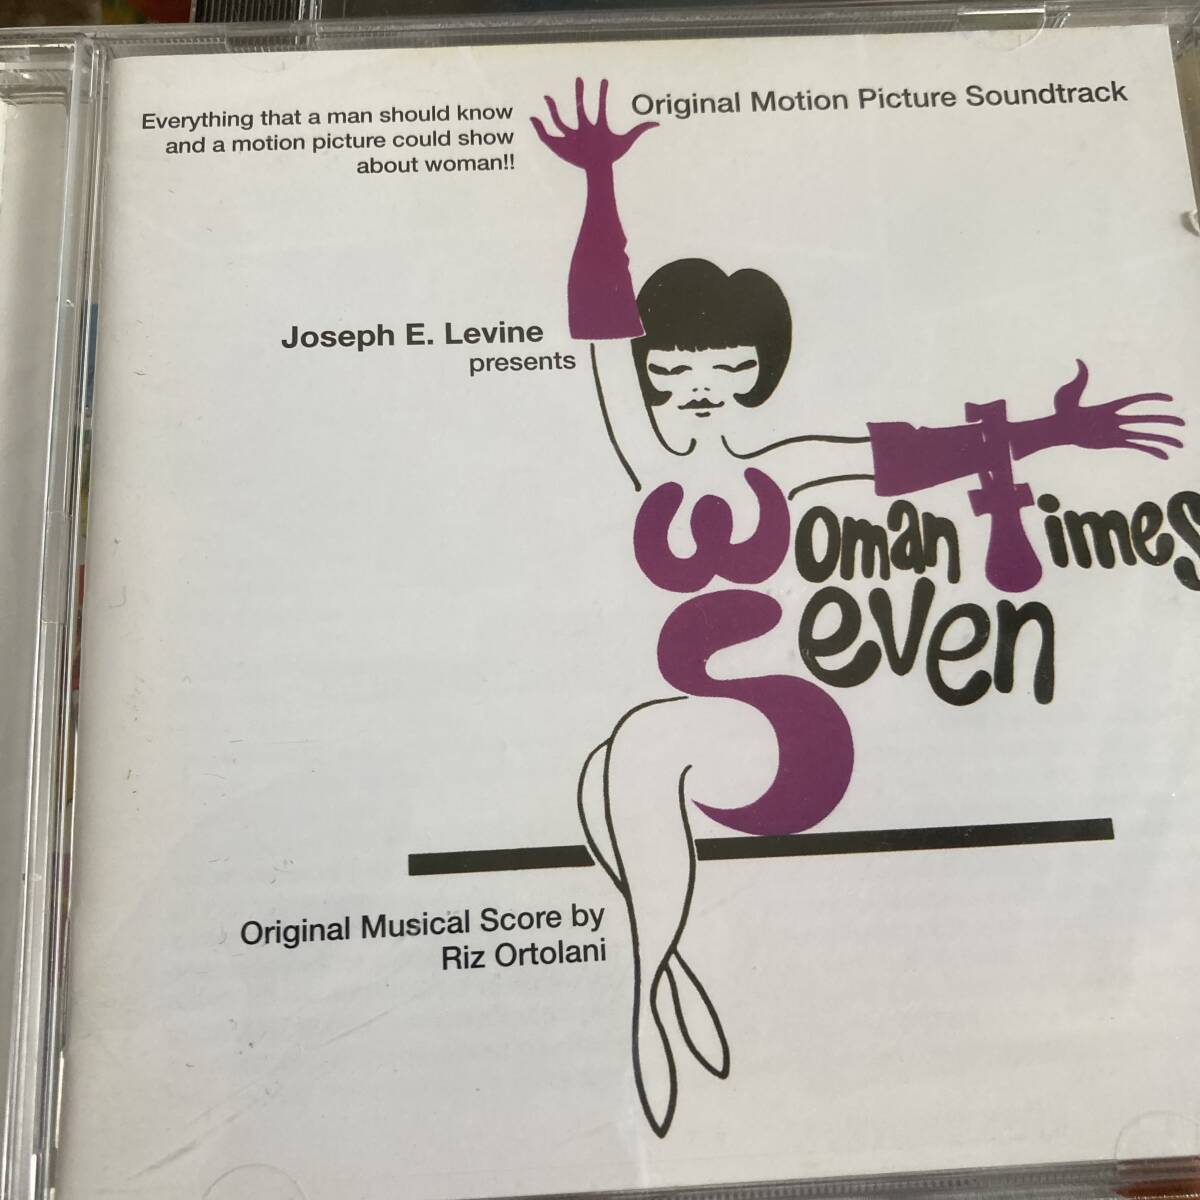 Original Motion Picture Soundtrack
Everything that a man should know
and a motion picture could show
about woman!!
Joseph E. Levine
presents
Woman Times
Seven
Original Musical Score by
Riz Ortolani